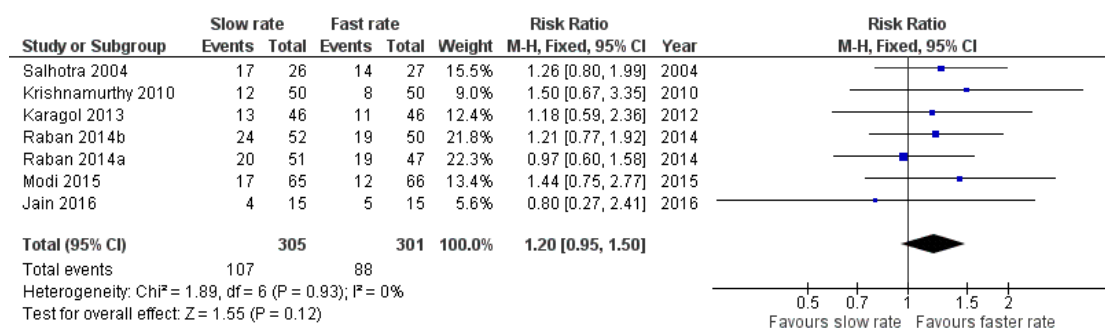 Slow rate Fast rate Risk Ratio Risk Ratio
Study or Subgroup Events Total Events Total Weight M-H, Fixed, 95% CI Year M-H, Fixed, 95% CI
Salhotra 2004 17 26 14 27 15.5% 1.26 [0.80, 1.99] 2004
Krishnamurthy 2010 12 50 8 50 9.0% 1.50 [0.67, 3.35] 2010
Karagol 2013 13 46 11 46 12.4% 1.18 [0.59, 2.36] 2012
Raban 2014b 24 52 19 50 21.8% 1.21 [0.77, 1.92] 2014
Raban 2014a 20 51 19 47 22.3% 0.97 [0.60, 1.58] 2014
Modi 2015 17 65 12 66 13.4% 1.44 [0.75, 2.77] 2015
Jain 2016 4 15 5 15 5.6% 0.80 [0.27, 2.41] 2016
Total (95% CI) 305 301 100.0% 1.20 [0.95, 1.50]
Total events 107 88
Heterogeneity: Chi² = 1.89, df = 6 (P = 0.93); I² = 0%
Test for overall effect: Z = 1.55 (P = 0.12)
0.5 0.7 1 1.5 2
Favours slow rate Favours faster rate